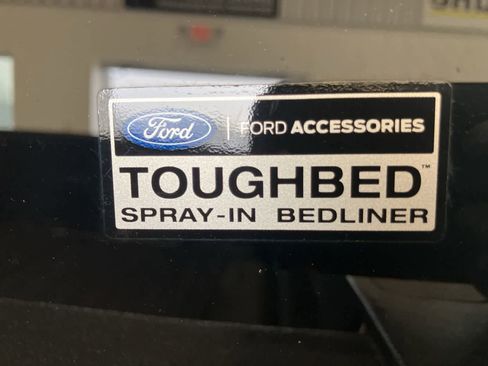 Ford | FORD ACCESSORIES
TOUGHBED™
SPRAY-IN BEDLINER